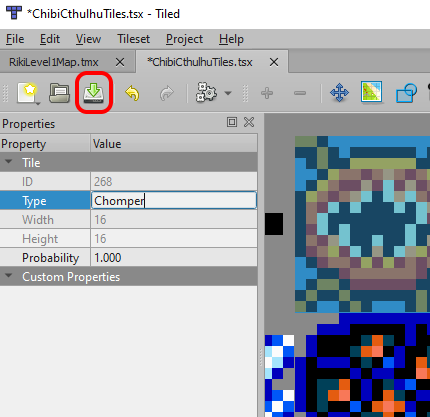 *ChibiCthulhuTiles.tsx - Tiled
File Edit View Tileset Project Help
RikiLevel1Map.tmx *ChibiCthulhuTiles.tsx
Properties
Property Value
Tile
ID 268
Type Chomper
Width 16
Height 16
Probability 1.000
Custom Properties